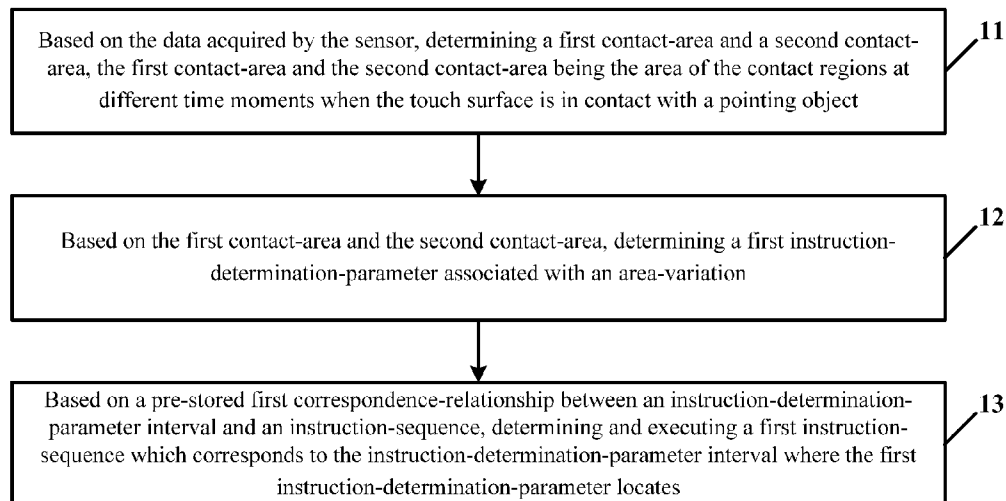 Based on the data acquired by the sensor, determining a first contact-area and a second contact-
area, the first contact-area and the second contact-area being the area of the contact regions at
different time moments when the touch surface is in contact with a pointing object
11
Based on the first contact-area and the second contact-area, determining a first instruction-
determination-parameter associated with an area-variation
12
Based on a pre-stored first correspondence-relationship between an instruction-determination-
parameter interval and an instruction-sequence, determining and executing a first instruction-
sequence which corresponds to the instruction-determination-parameter interval where the first
instruction-determination-parameter locates
13